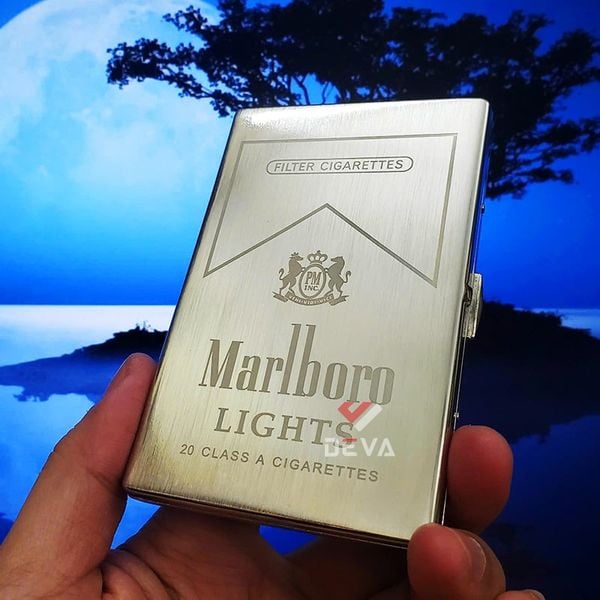 FILTER CIGARETTES
PM
INC.
Marlboro
LIGHTS
DEVA
20 CLASS A CIGARETTES